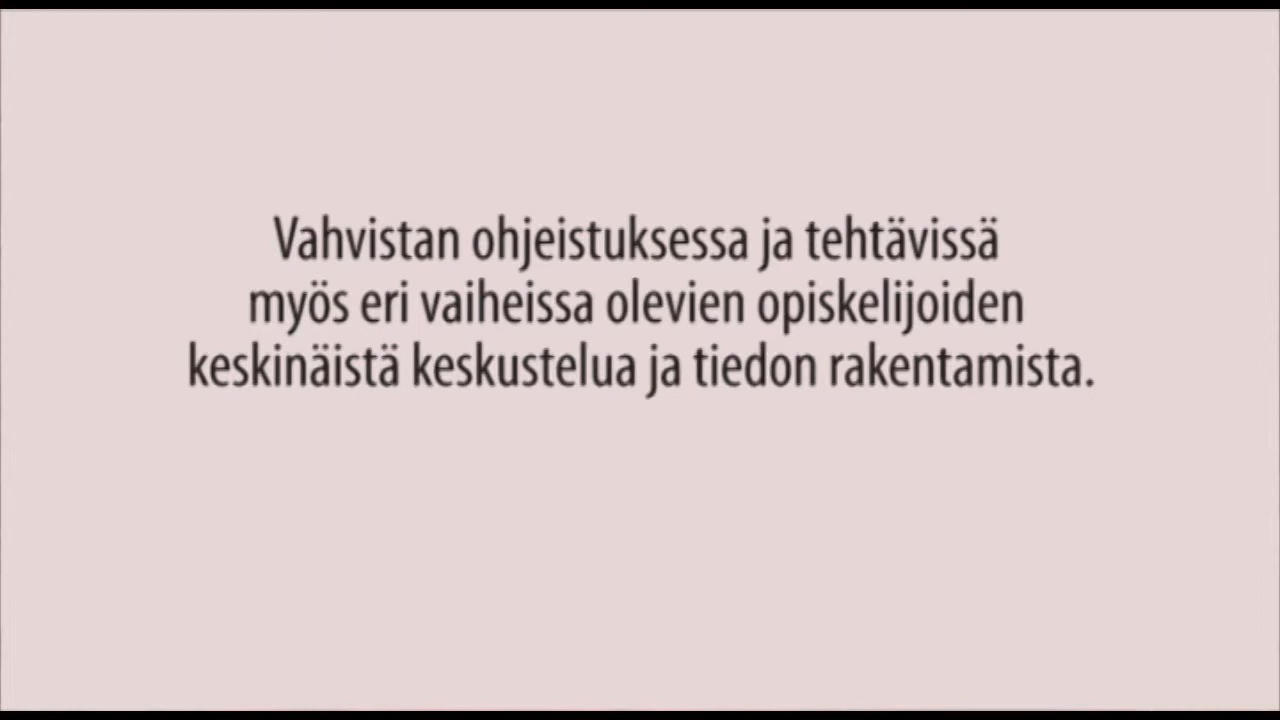 Vahvistan ohjeistuksessa ja tehtävissä
myös eri vaiheissa olevien opiskelijoiden
keskinäistä keskustelua ja tiedon rakentamista.